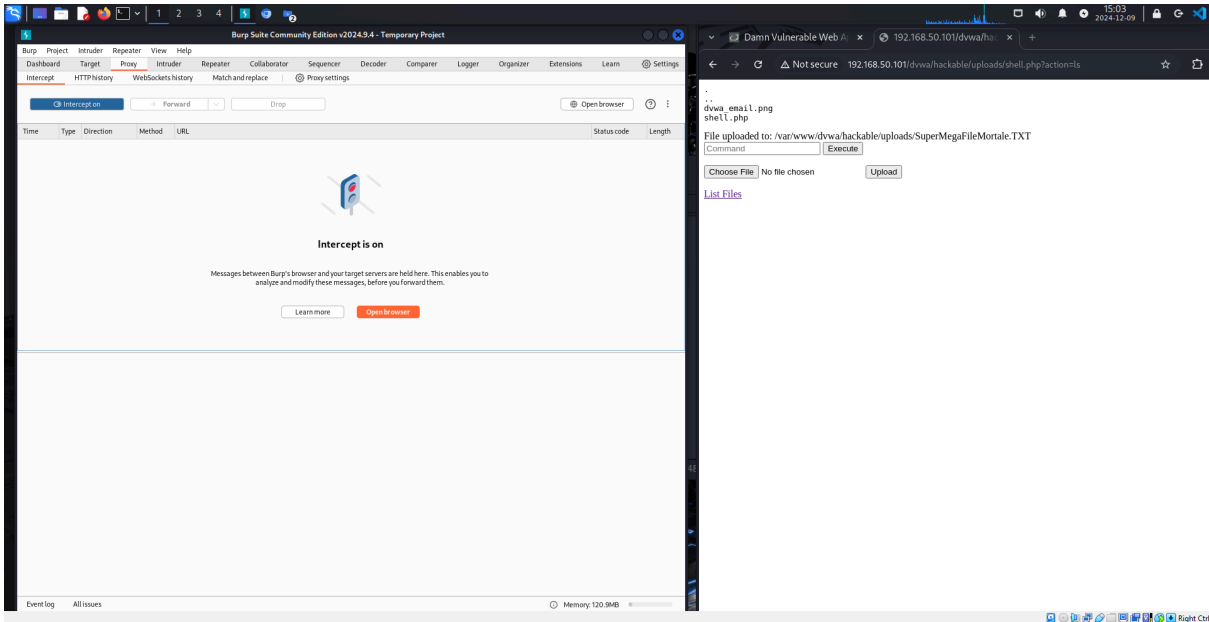 1 2 3 4
15:03
2024-12-09
Burp Suite Community Edition v2024.9.4 - Temporary Project
Burp Project Intruder Repeater View Help
Dashboard Target Proxy Intruder Repeater Collaborator Sequencer Decoder Comparer Logger Organizer Extensions Learn Settings
Intercept HTTP history WebSockets history Match and replace Proxy settings
Intercept on Forward Drop Open browser
Time Type Direction Method URL Status code Length
Intercept is on
Messages between Burp's browser and your target servers are held here. This enables you to
analyze and modify these messages, before you forward them.
Learn more Open browser
Event log All issues Memory: 120.9MB
Damn Vulnerable Web A 192.168.50.101/dvwa/hac
Not secure 192.168.50.101/dvwa/hackable/uploads/shell.php?action=ls
.
..
dvwa_email.png
shell.php
File uploaded to: /var/www/dvwa/hackable/uploads/SuperMegaFileMortale.TXT
Command Execute
Choose File No file chosen Upload
List Files
Right Ctrl